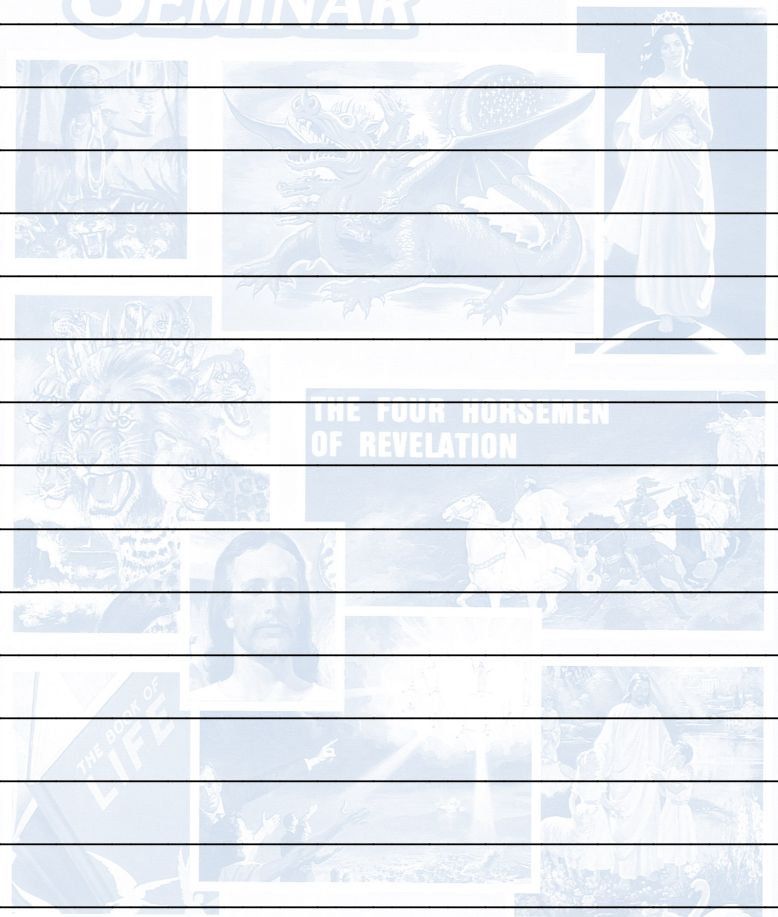 SEMINAR
THE FOUR HORSEMEN
OF REVELATION
THE BOOK OF
LIFE